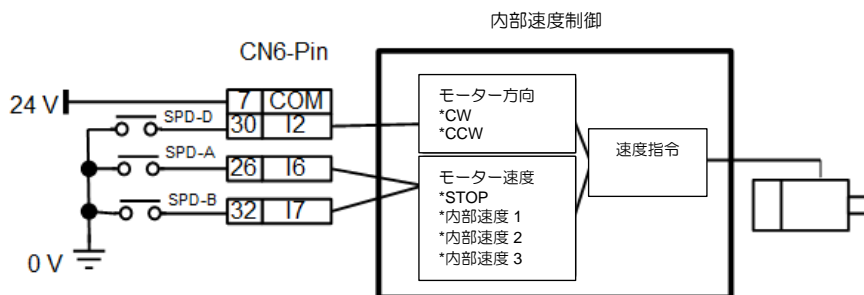 内部速度制御
CN6-Pin
24 V
7 COM
SPD-D
30 I2
SPD-A
26 I6
SPD-B
32 I7
0 V
モーター方向
*CW
*CCW
モーター速度
*STOP
*内部速度 1
*内部速度 2
*内部速度 3
速度指令